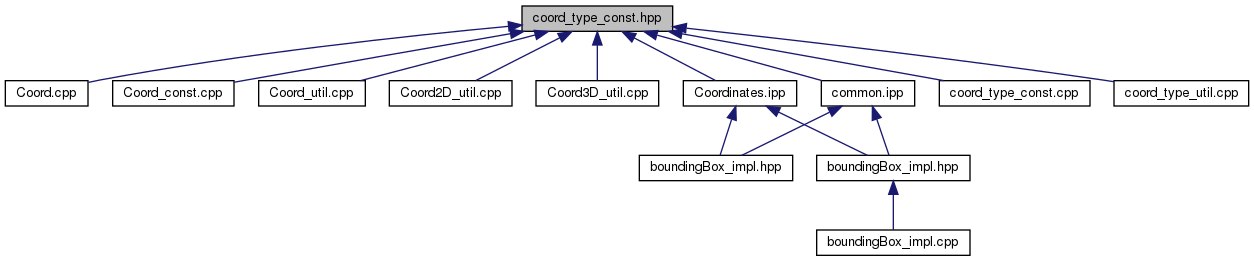 coord_type_const.hpp
Coord.cpp
Coord_const.cpp
Coord_util.cpp
Coord2D_util.cpp
Coord3D_util.cpp
Coordinates.ipp
common.ipp
coord_type_const.cpp
coord_type_util.cpp
boundingBox_impl.hpp
boundingBox_impl.hpp
boundingBox_impl.cpp